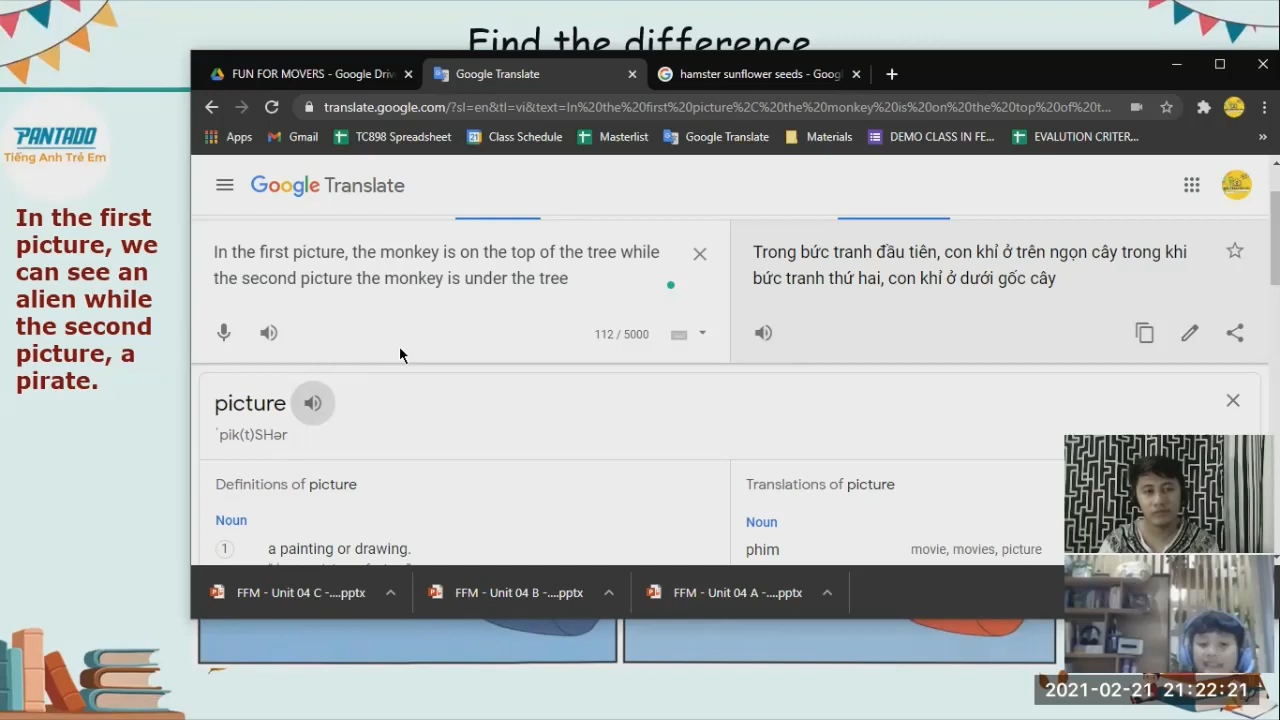 Find the difference
FUN FOR MOVERS - Google Driv
Google Translate
hamster sunflower seeds - Googl
translate.google.com/?sl=en&tl=vi&text=In%20the%20first%20picture%2C%20the%20monkey%20is%20on%20the%20top%20of%20t...
Apps
Gmail
TC898 Spreadsheet
Class Schedule
Masterlist
Google Translate
Materials
DEMO CLASS IN FE...
EVALUTION CRITER...
PANTADO
Tiếng Anh Trẻ Em
Google Translate
In the first
picture, we
can see an
alien while
the second
picture, a
pirate.
In the first picture, the monkey is on the top of the tree while
the second picture the monkey is under the tree
112 / 5000
Trong bức tranh đầu tiên, con khỉ ở trên ngọn cây trong khi
bức tranh thứ hai, con khỉ ở dưới gốc cây
picture
ˈpik(t)SHər
Definitions of picture
Noun
1 a painting or drawing.
Translations of picture
Noun
phim movie, movies, picture
FFM - Unit 04 C -....pptx
FFM - Unit 04 B -....pptx
FFM - Unit 04 A -....pptx
2021-02-21 21:22:21